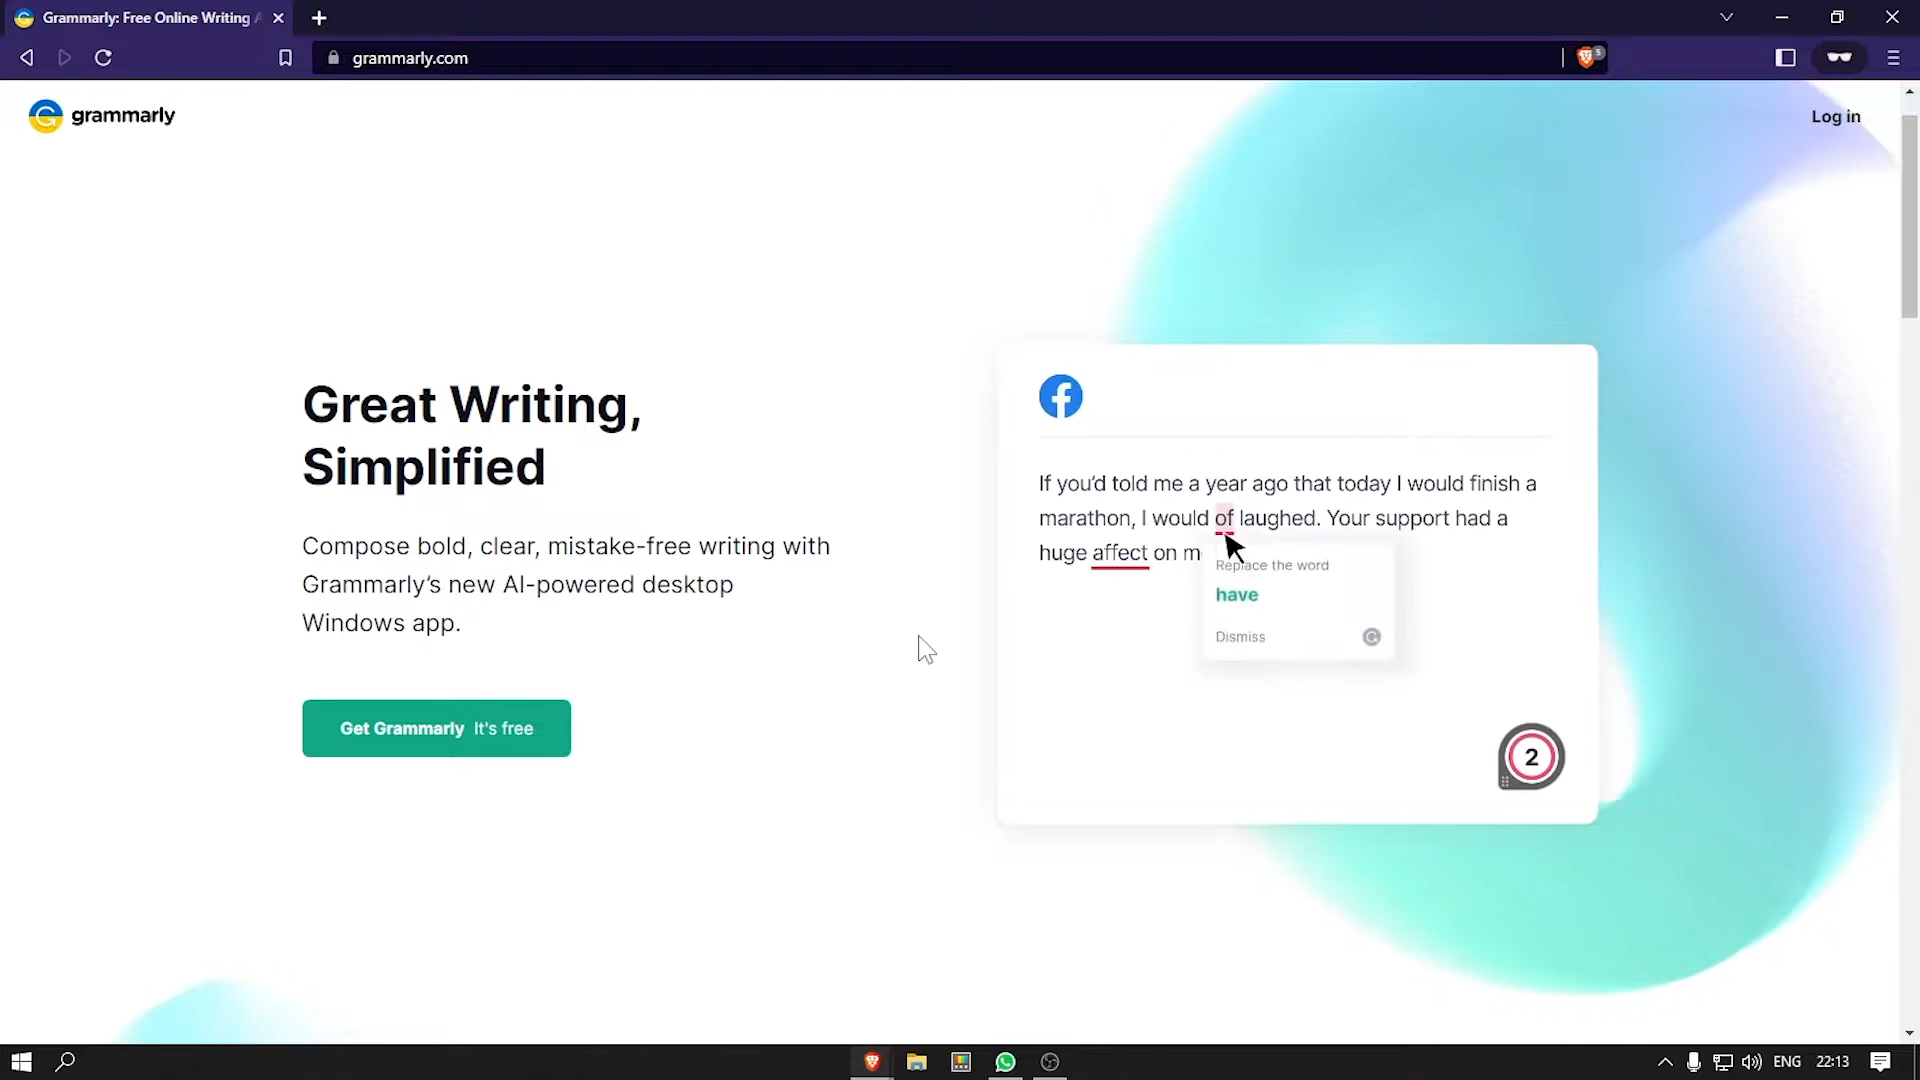 Grammarly: Free Online Writing
grammarly.com
5
grammarly
Log in
Great Writing,
Simplified
Compose bold, clear, mistake-free writing with
Grammarly's new AI-powered desktop
Windows app.
Get Grammarly It's free
If you'd told me a year ago that today I would finish a
marathon, I would of laughed. Your support had a
huge affect on m
Replace the word
have
Dismiss
2
ENG 22:13